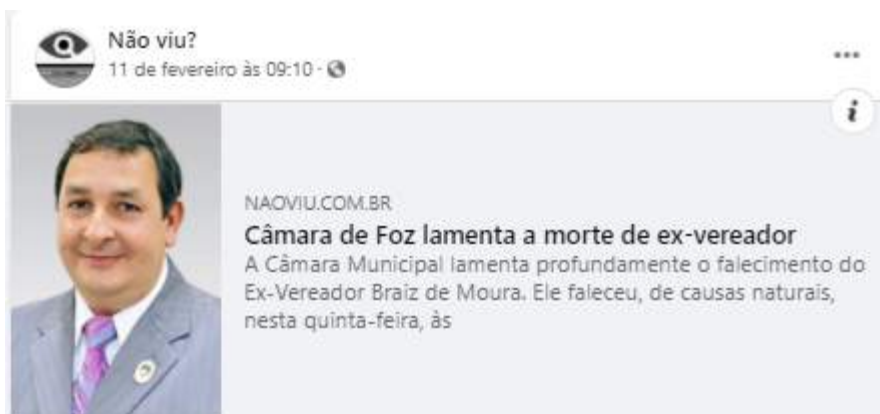 Não viu?
11 de fevereiro às 09:10 ·
NAOVIU.COM.BR
Câmara de Foz lamenta a morte de ex-vereador
A Câmara Municipal lamenta profundamente o falecimento do
Ex-Vereador Braiz de Moura. Ele faleceu, de causas naturais,
nesta quinta-feira, às